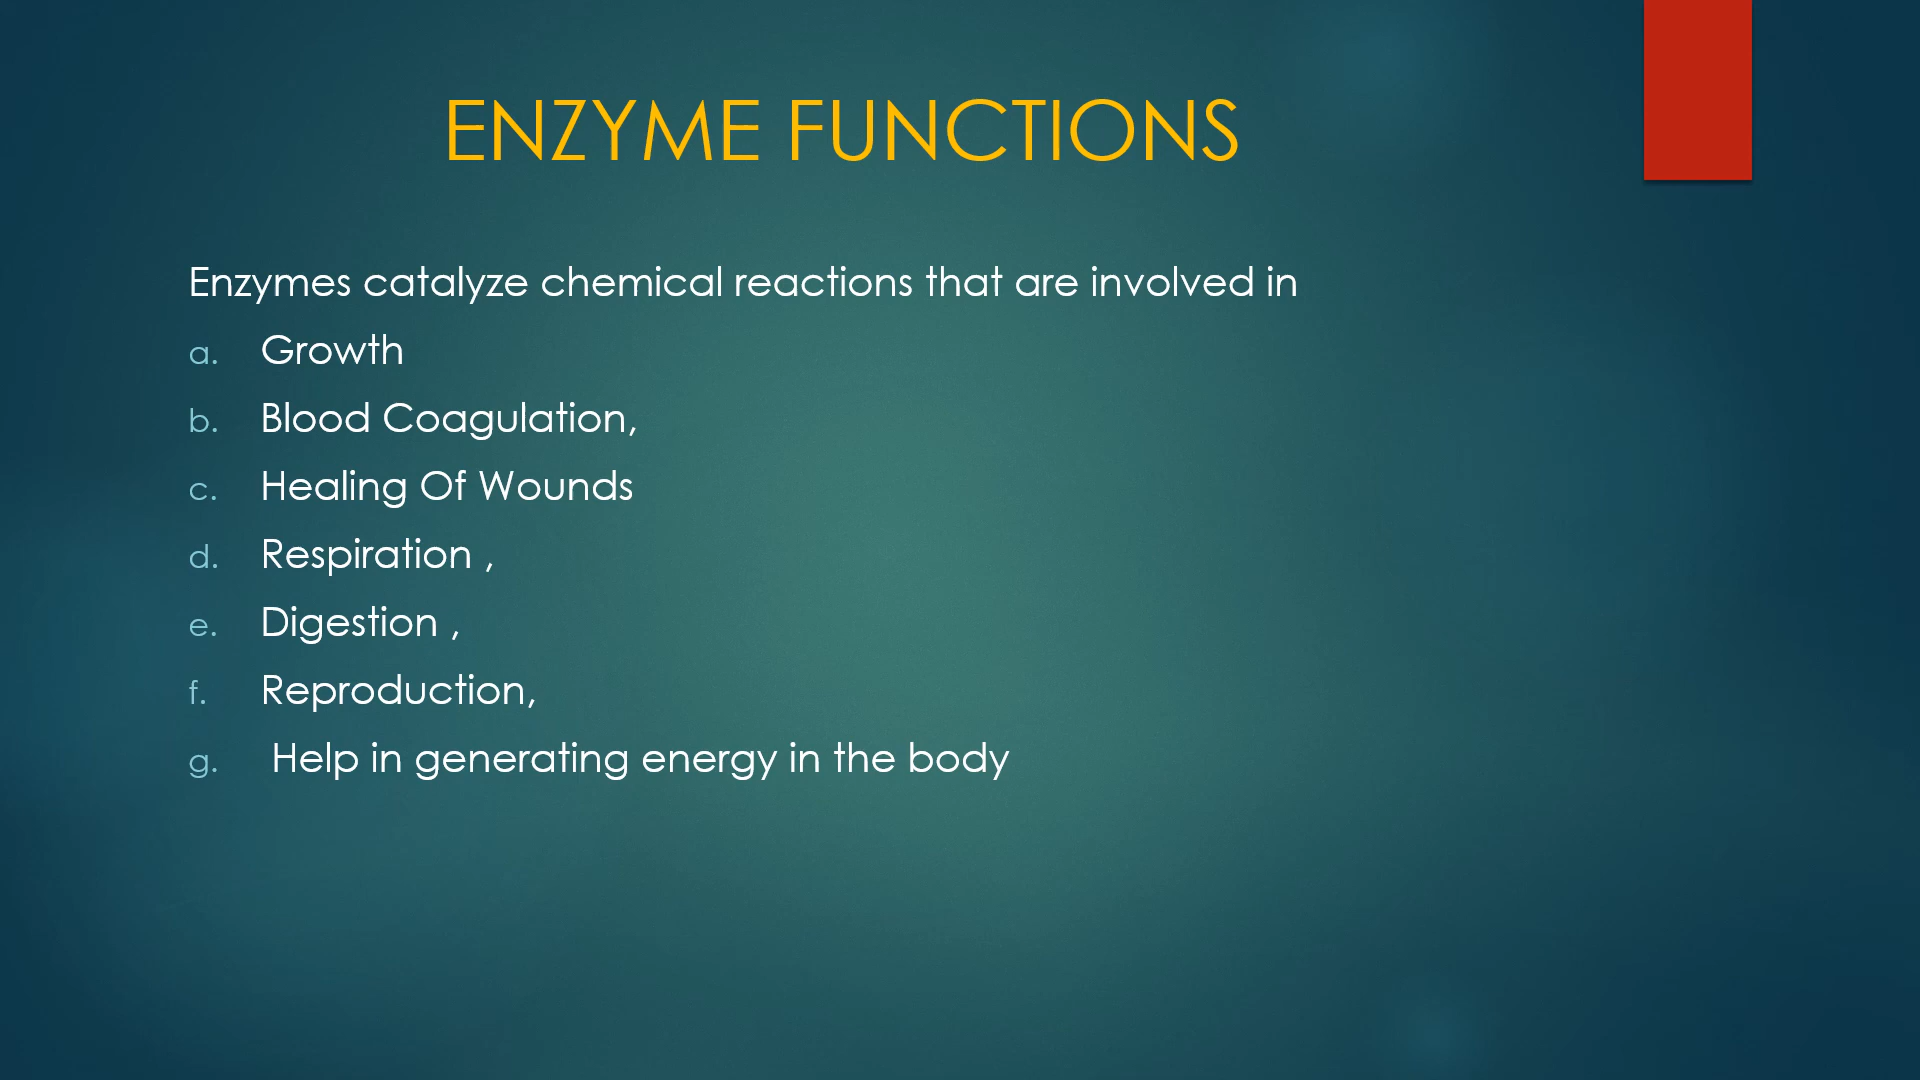 ENZYME FUNCTIONS
Enzymes catalyze chemical reactions that are involved in
a. Growth
b. Blood Coagulation,
c. Healing Of Wounds
d. Respiration ,
e. Digestion ,
f. Reproduction,
g. Help in generating energy in the body